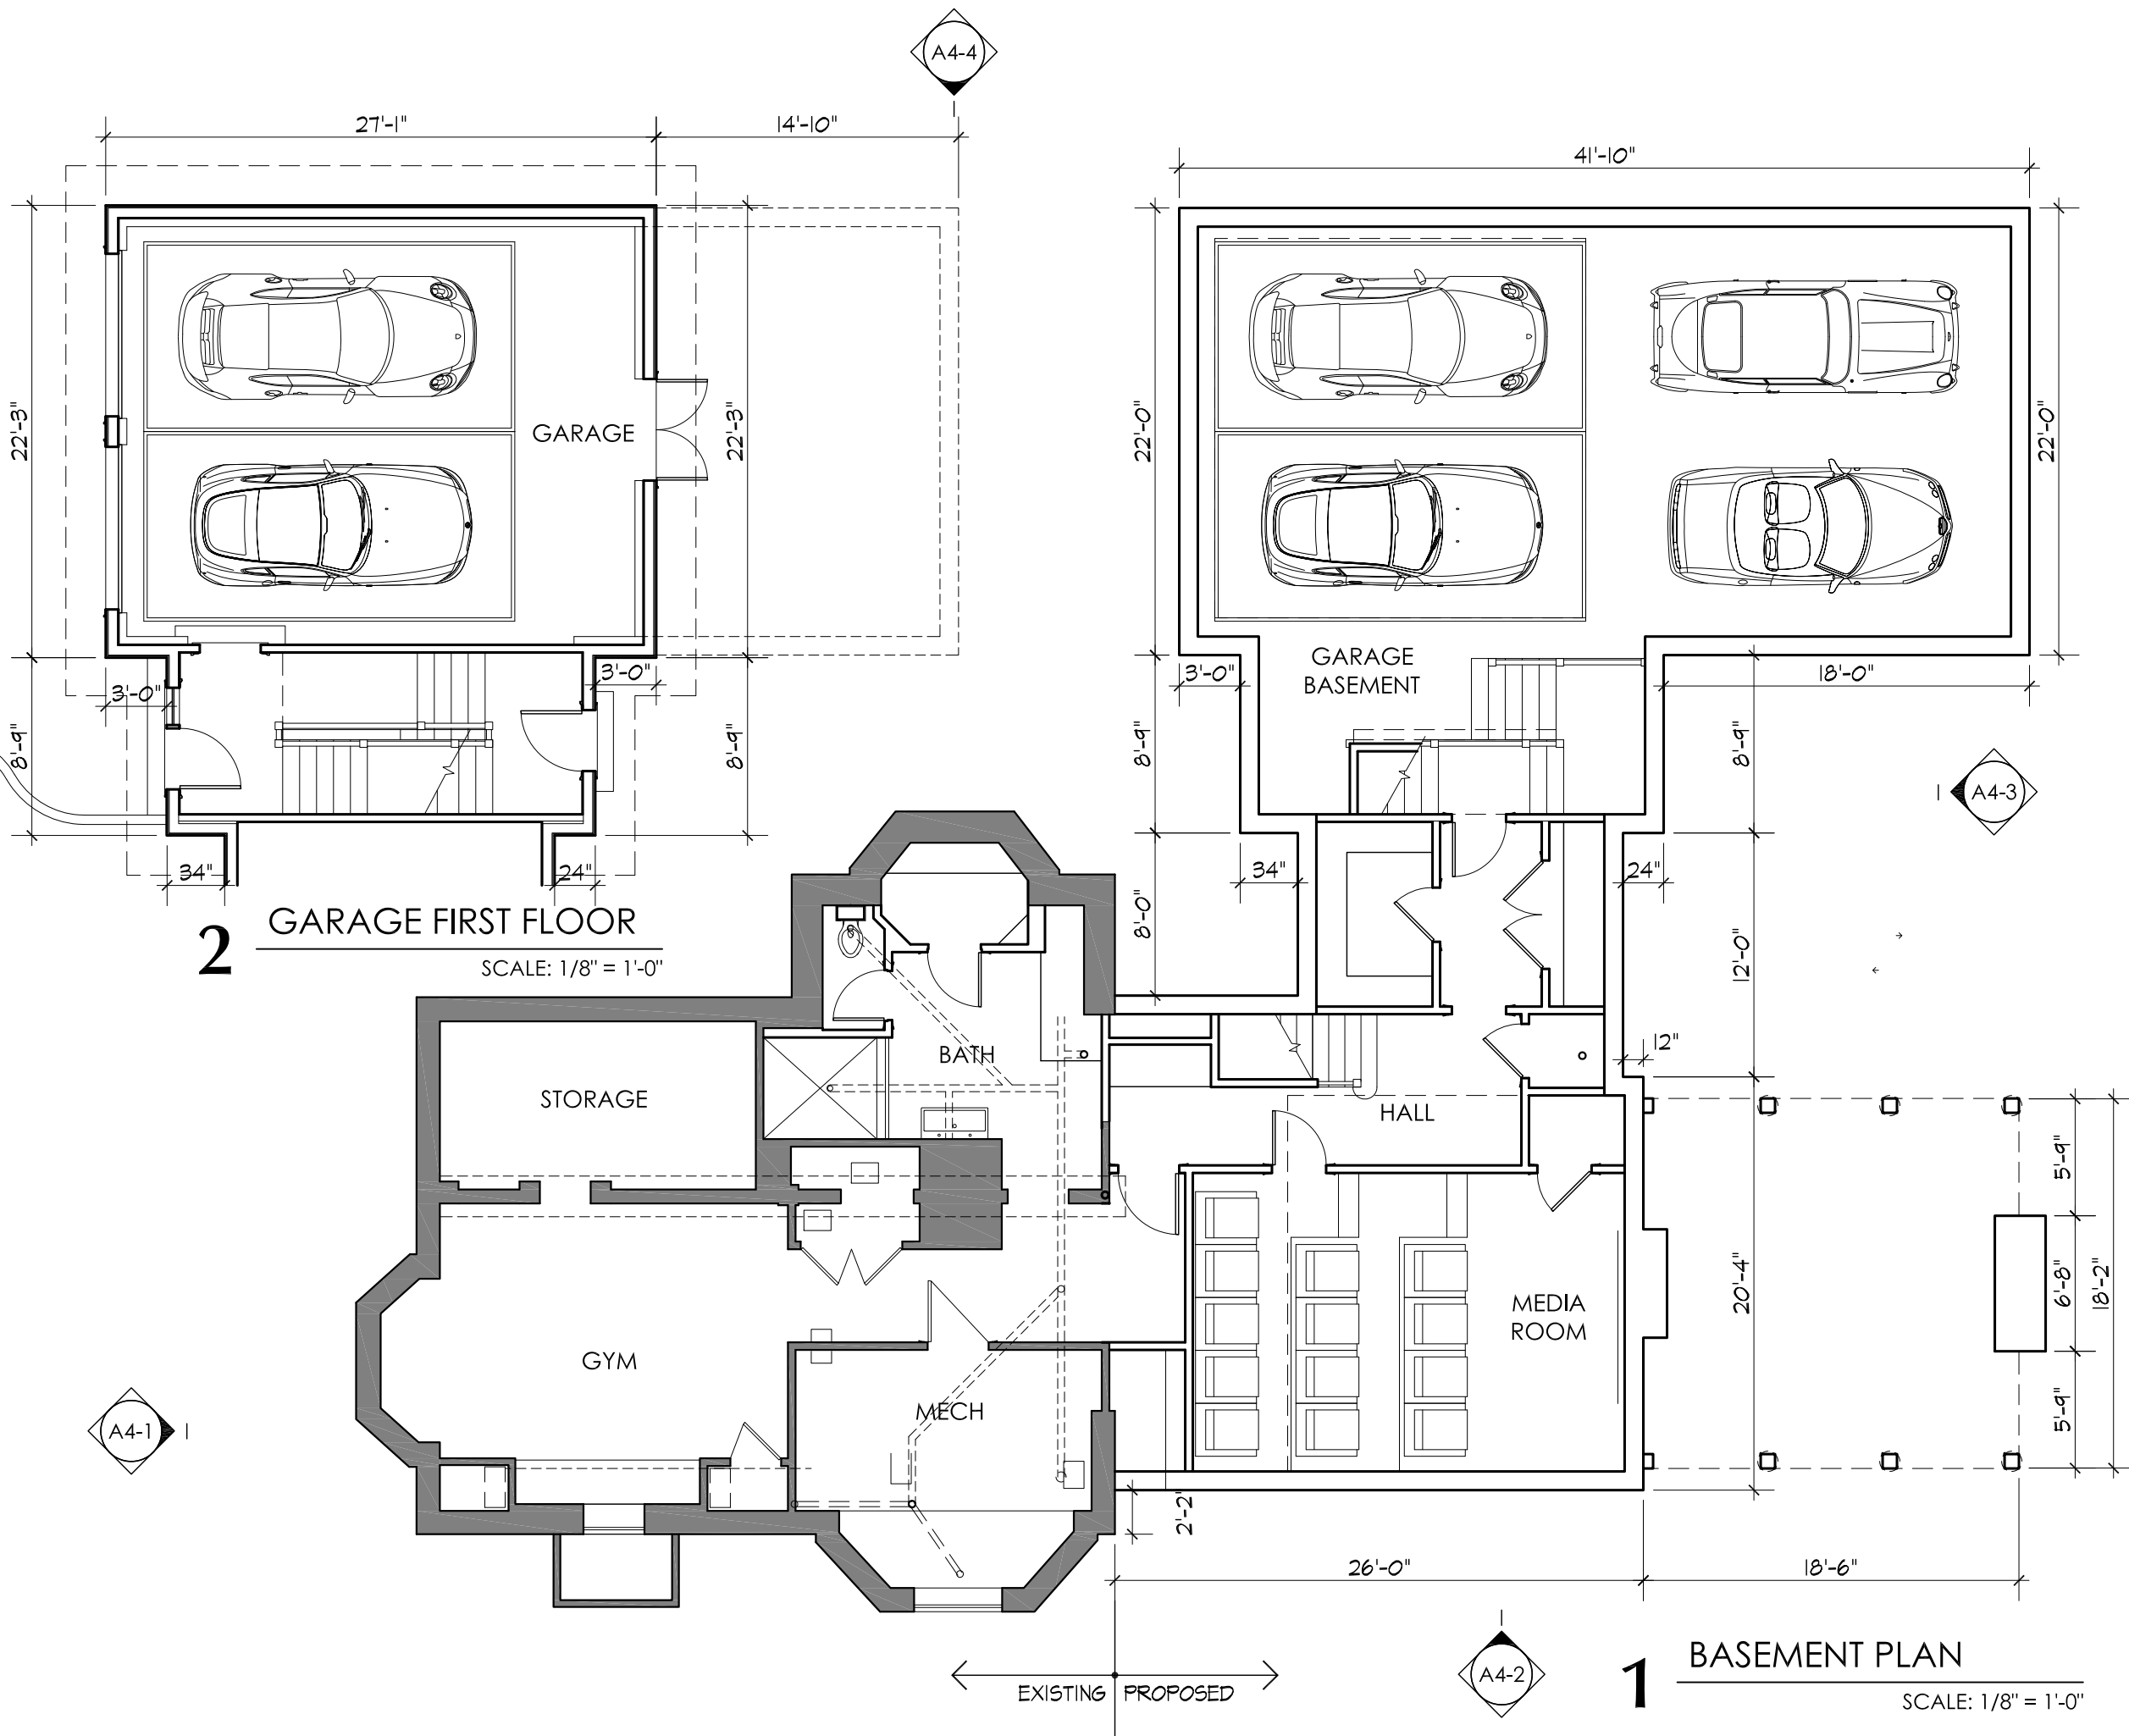 A4-4
27'-1"
14'-10"
41'-10"
22'-3"
22'-3"
22'-0"
22'-0"
GARAGE
GARAGE
BASEMENT
3'-0"
3'-0"
3'-0"
18'-0"
8'-9"
8'-9"
8'-9"
8'-9"
A4-3
34"
24"
34"
24"
8'-0"
12'-0"
2
GARAGE FIRST FLOOR
SCALE: 1/8" = 1'-0"
12"
BATH
STORAGE
HALL
5'-9"
6'-8"
18'-2"
20'-4"
5'-9"
MEDIA
ROOM
GYM
MECH
A4-1
2'-2"
26'-0"
18'-6"
EXISTING
PROPOSED
A4-2
1
BASEMENT PLAN
SCALE: 1/8" = 1'-0"